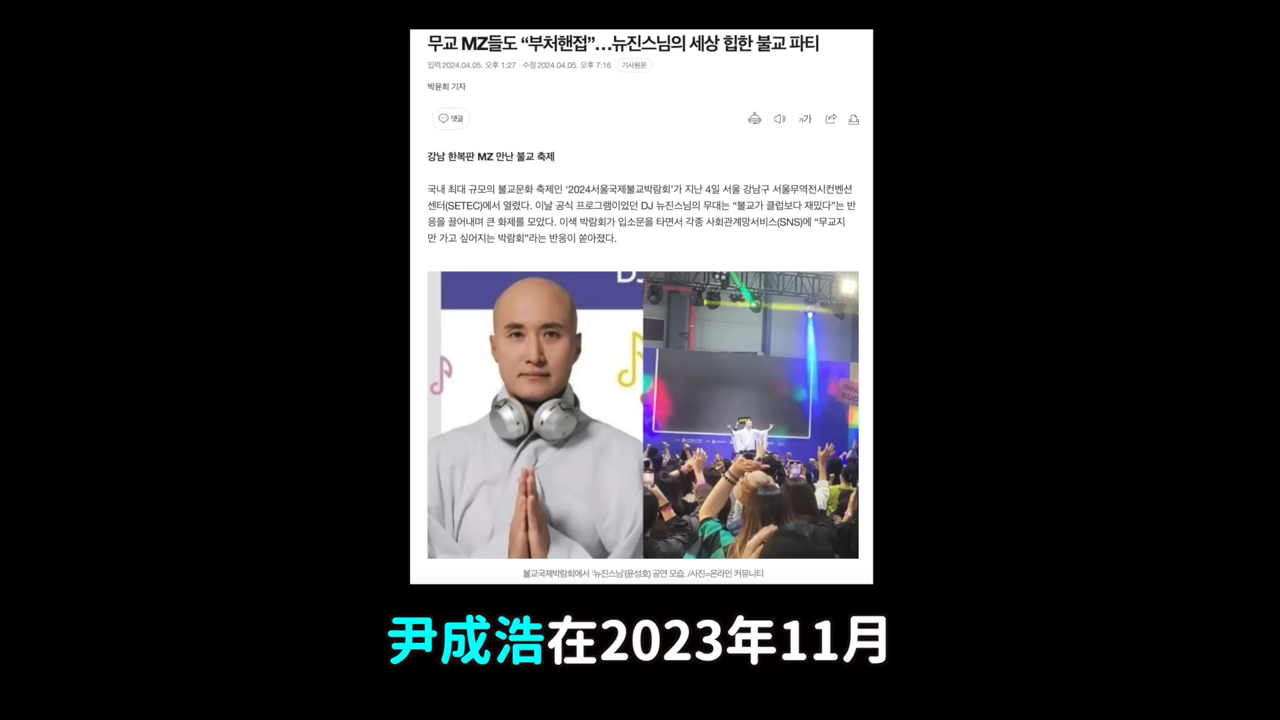 무교 MZ들도 “부처핸접”…뉴진스님의 세상 힙한 불교 파티
입력 2024.04.05. 오후 1:27 · 수정 2024.04.05. 오후 7:16 기사원문
박윤희 기자
댓글
가가
강남 한복판 MZ 만난 불교 축제
국내 최대 규모의 불교문화 축제인 ‘2024서울국제불교박람회’가 지난 4일 서울 강남구 서울무역전시컨벤션
센터(SETEC)에서 열렸다. 이날 공식 프로그램이었던 DJ 뉴진스님의 무대는 “불교가 클럽보다 재밌다”는 반
응을 끌어내며 큰 화제를 모았다. 이색 박람회가 입소문을 타면서 각종 사회관계망서비스(SNS)에 “무교지
만 가고 싶어지는 박람회”라는 반응이 쏟아졌다.
DJ
불교국제박람회에서 '뉴진스님'(윤성호) 공연 모습. /사진=온라인 커뮤니티
尹成浩在2023年11月